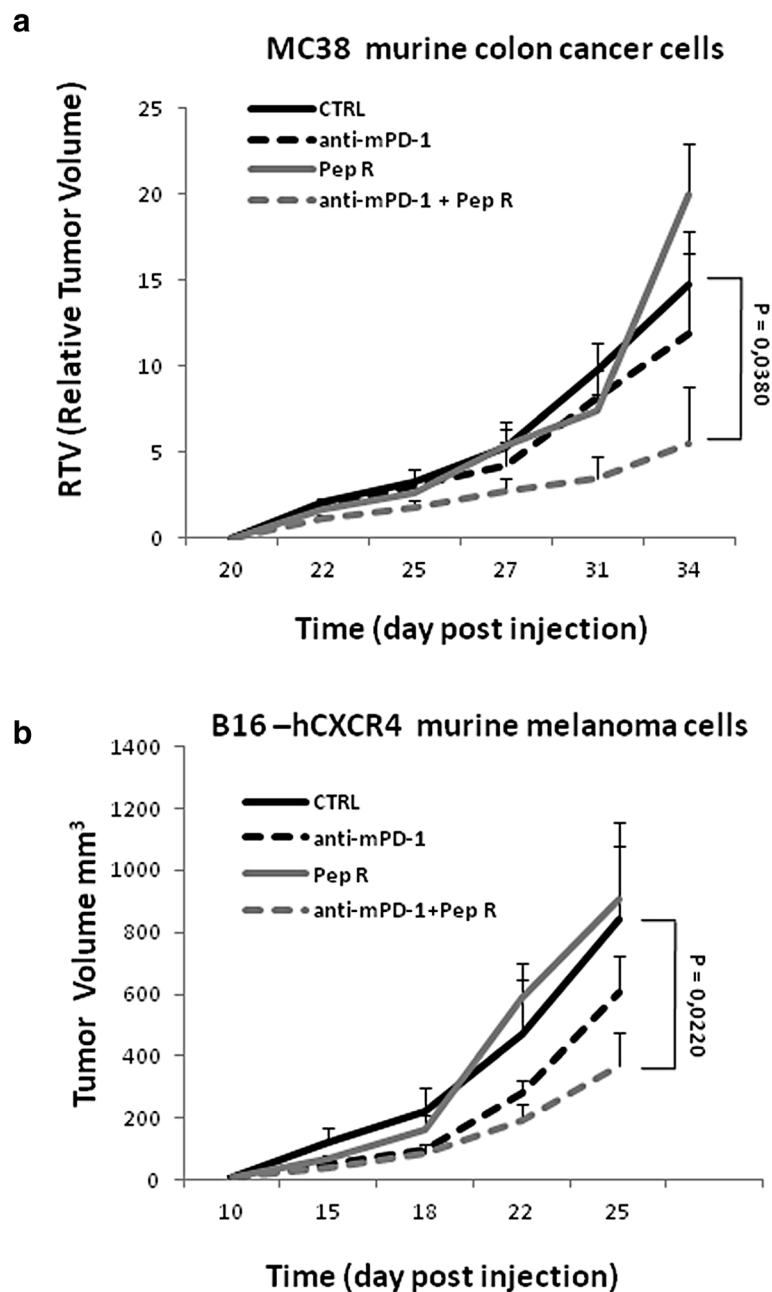 a
MC38 murine colon cancer cells
RTV (Relative Tumor Volume)
25
20
15
10
5
0
CTRL
anti-mPD-1
Pep R
anti-mPD-1 + Pep R
P = 0,0380
20 22 25 27 31 34
Time (day post injection)
b
B16 –hCXCR4 murine melanoma cells
Tumor Volume mm³
1400
1200
1000
800
600
400
200
0
CTRL
anti-mPD-1
Pep R
anti-mPD-1+Pep R
P = 0,0220
10 15 18 22 25
Time (day post injection)